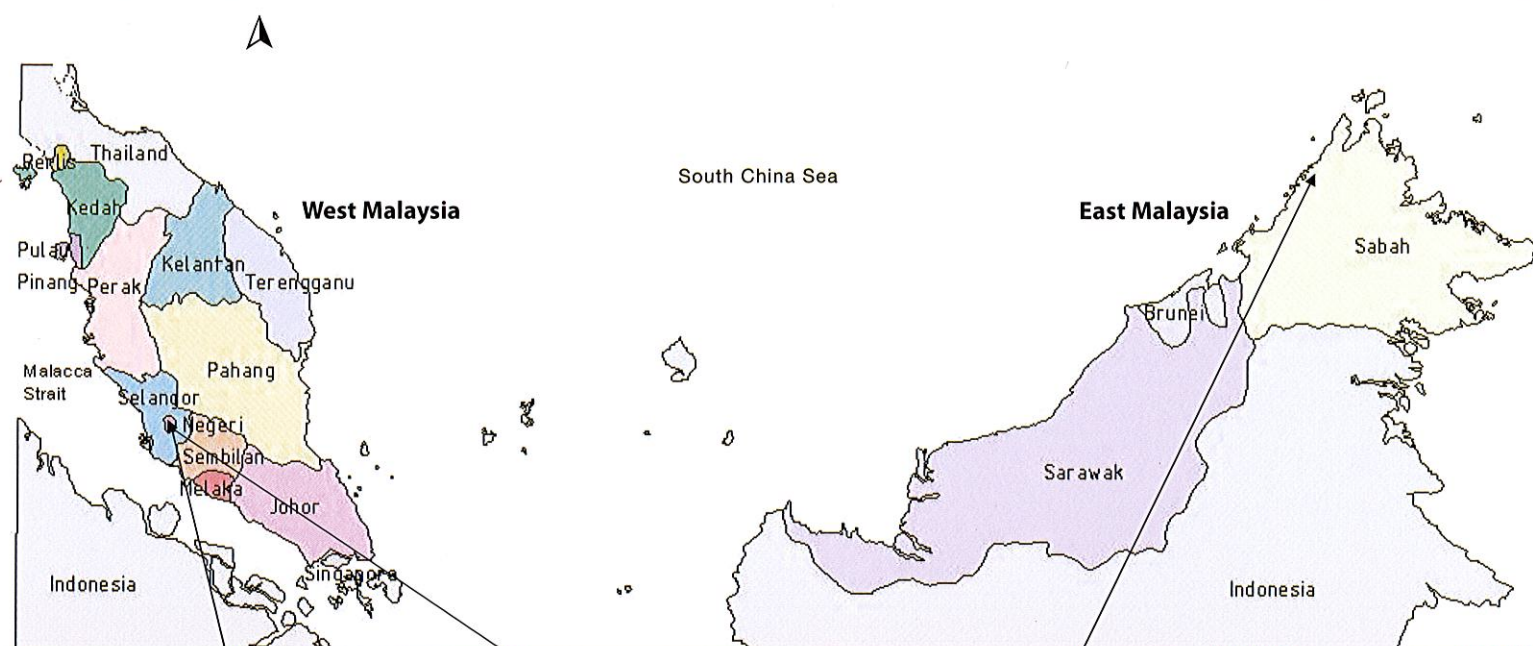 Thailand
Perlis
Kedah
West Malaysia
Pulau
Pinang
Perak
Kelantan
Terengganu
Malacca
Strait
Selangor
Pahang
Negeri
Sembilan
Melaka
Johor
Singapore
Indonesia
South China Sea
East Malaysia
Sabah
Brunei
Sarawak
Indonesia